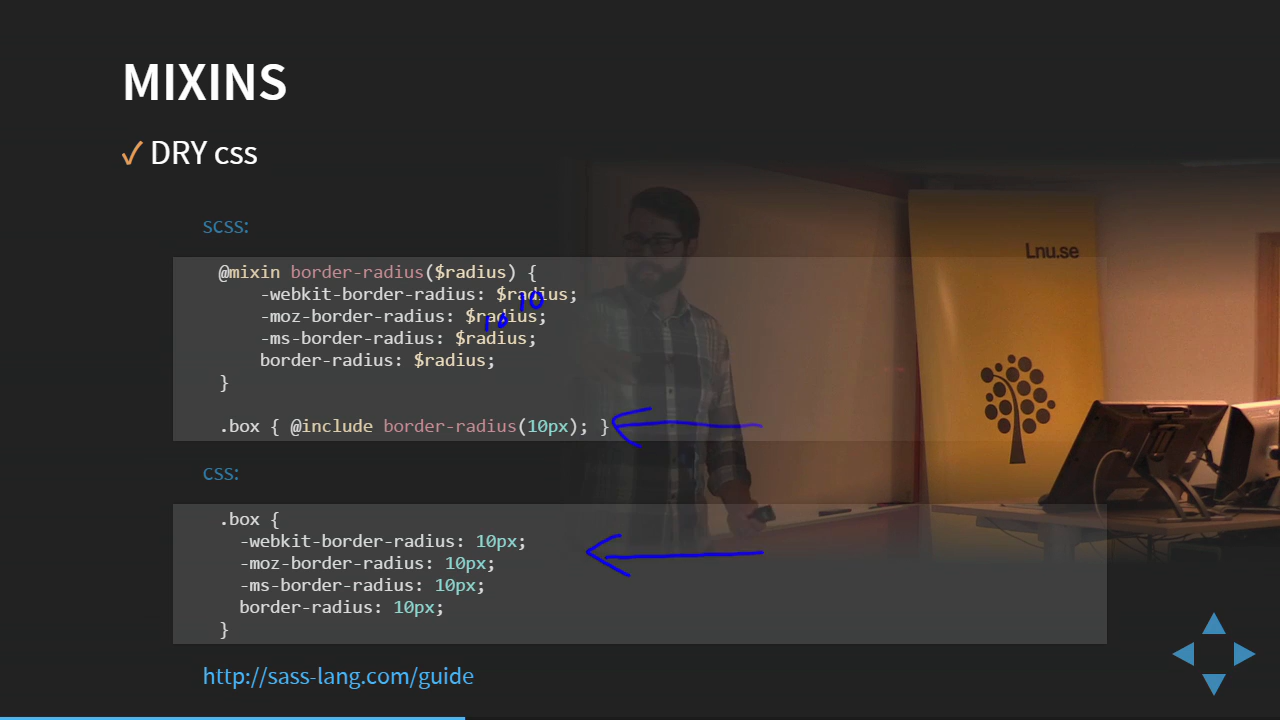 MIXINS
✓ DRY css
scss:
Lnu.se
@mixin border-radius($radius) {
    -webkit-border-radius: $radius;
10
    -moz-border-radius: $radius;
10
    -ms-border-radius: $radius;
    border-radius: $radius;
}
.box { @include border-radius(10px); }
css:
.box {
  -webkit-border-radius: 10px;
  -moz-border-radius: 10px;
  -ms-border-radius: 10px;
  border-radius: 10px;
}
http://sass-lang.com/guide